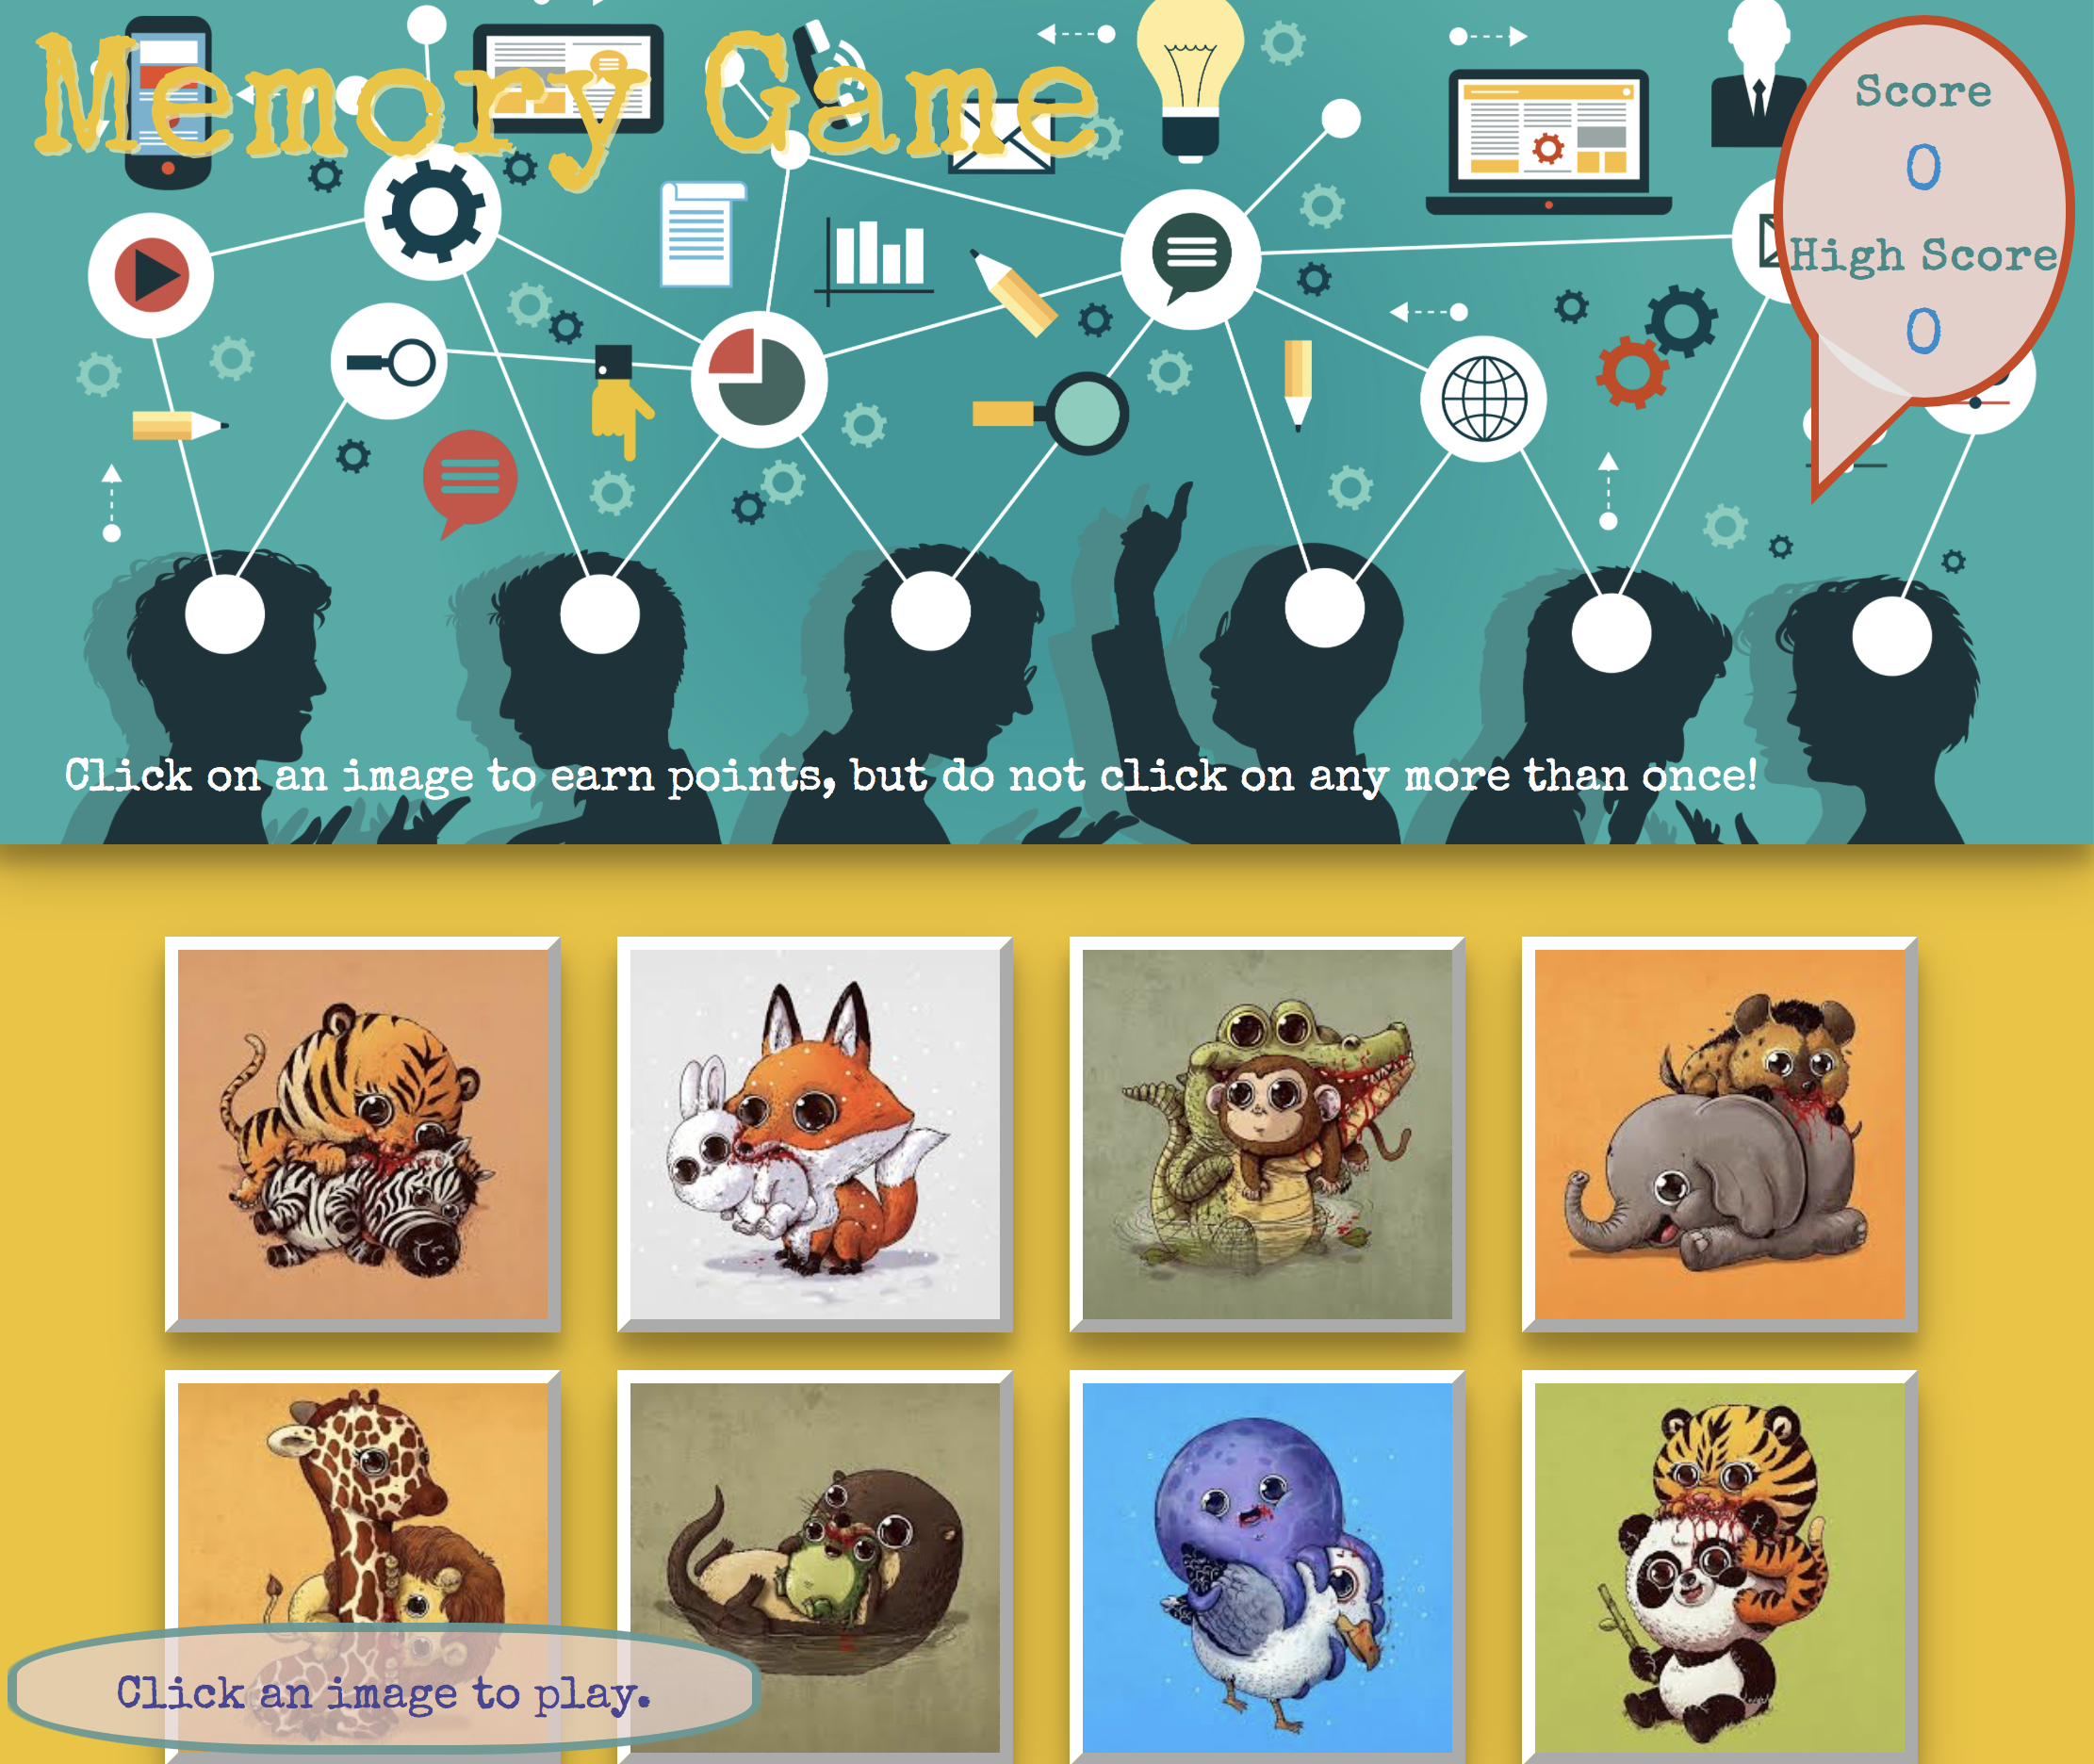 Memory Game
Score
0
High Score
0
Click on an image to earn points, but do not click on any more than once!
Click an image to play.